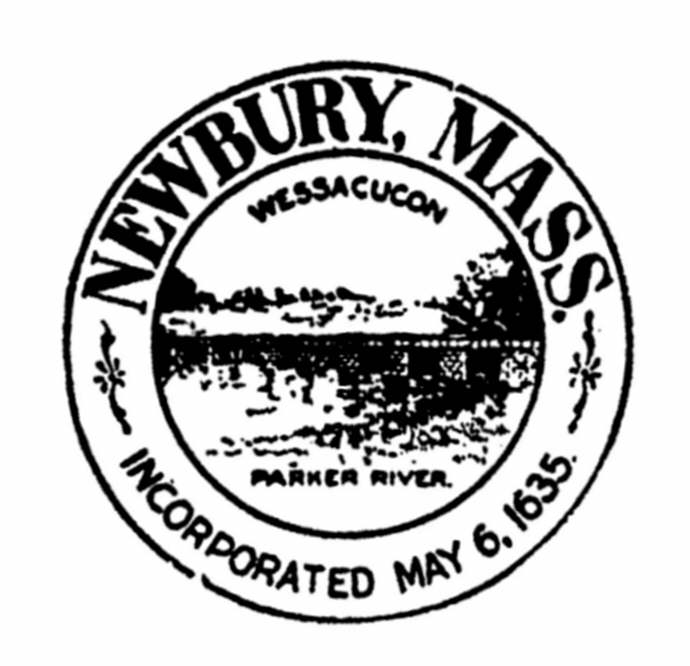 NEWBURY, MASS.
WESSACUCON
PARKER RIVER.
INCORPORATED MAY 6, 1635.